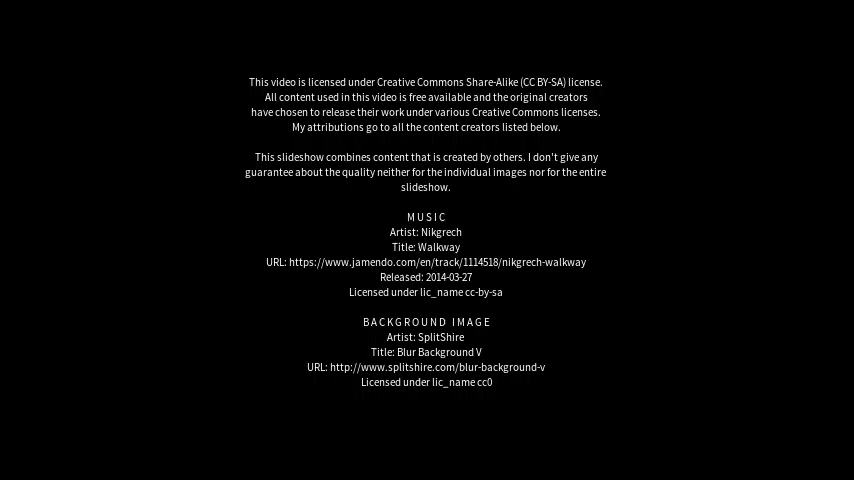 This video is licensed under Creative Commons Share-Alike (CC BY-SA) license.
All content used in this video is free available and the original creators
have chosen to release their work under various Creative Commons licenses.
My attributions go to all the content creators listed below.
This slideshow combines content that is created by others. I don't give any
guarantee about the quality neither for the individual images nor for the entire
slideshow.
MUSIC
Artist: Nikgrech
Title: Walkway
URL: https://www.jamendo.com/en/track/1114518/nikgrech-walkway
Released: 2014-03-27
Licensed under lic_name cc-by-sa
BACKGROUND IMAGE
Artist: SplitShire
Title: Blur Background V
URL: http://www.splitshire.com/blur-background-v
Licensed under lic_name cc0